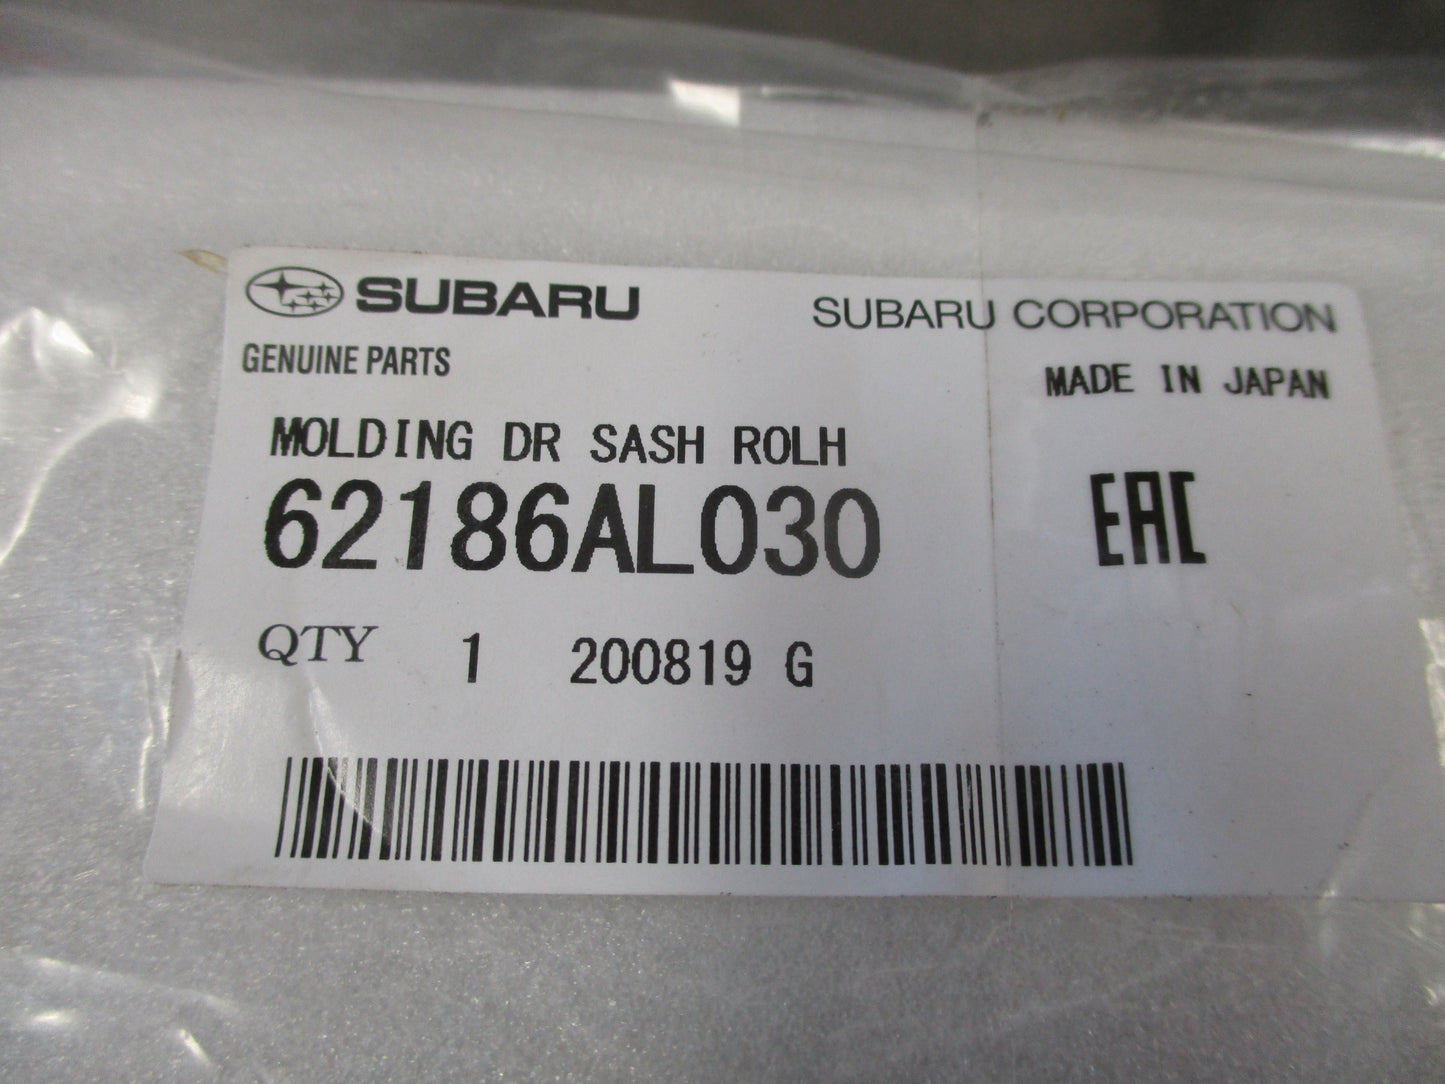 SUBARU
SUBARU CORPORATION
GENUINE PARTS
MADE IN JAPAN
MOLDING DR SASH ROLH
62186AL030
EAC
QTY 1 200819 G